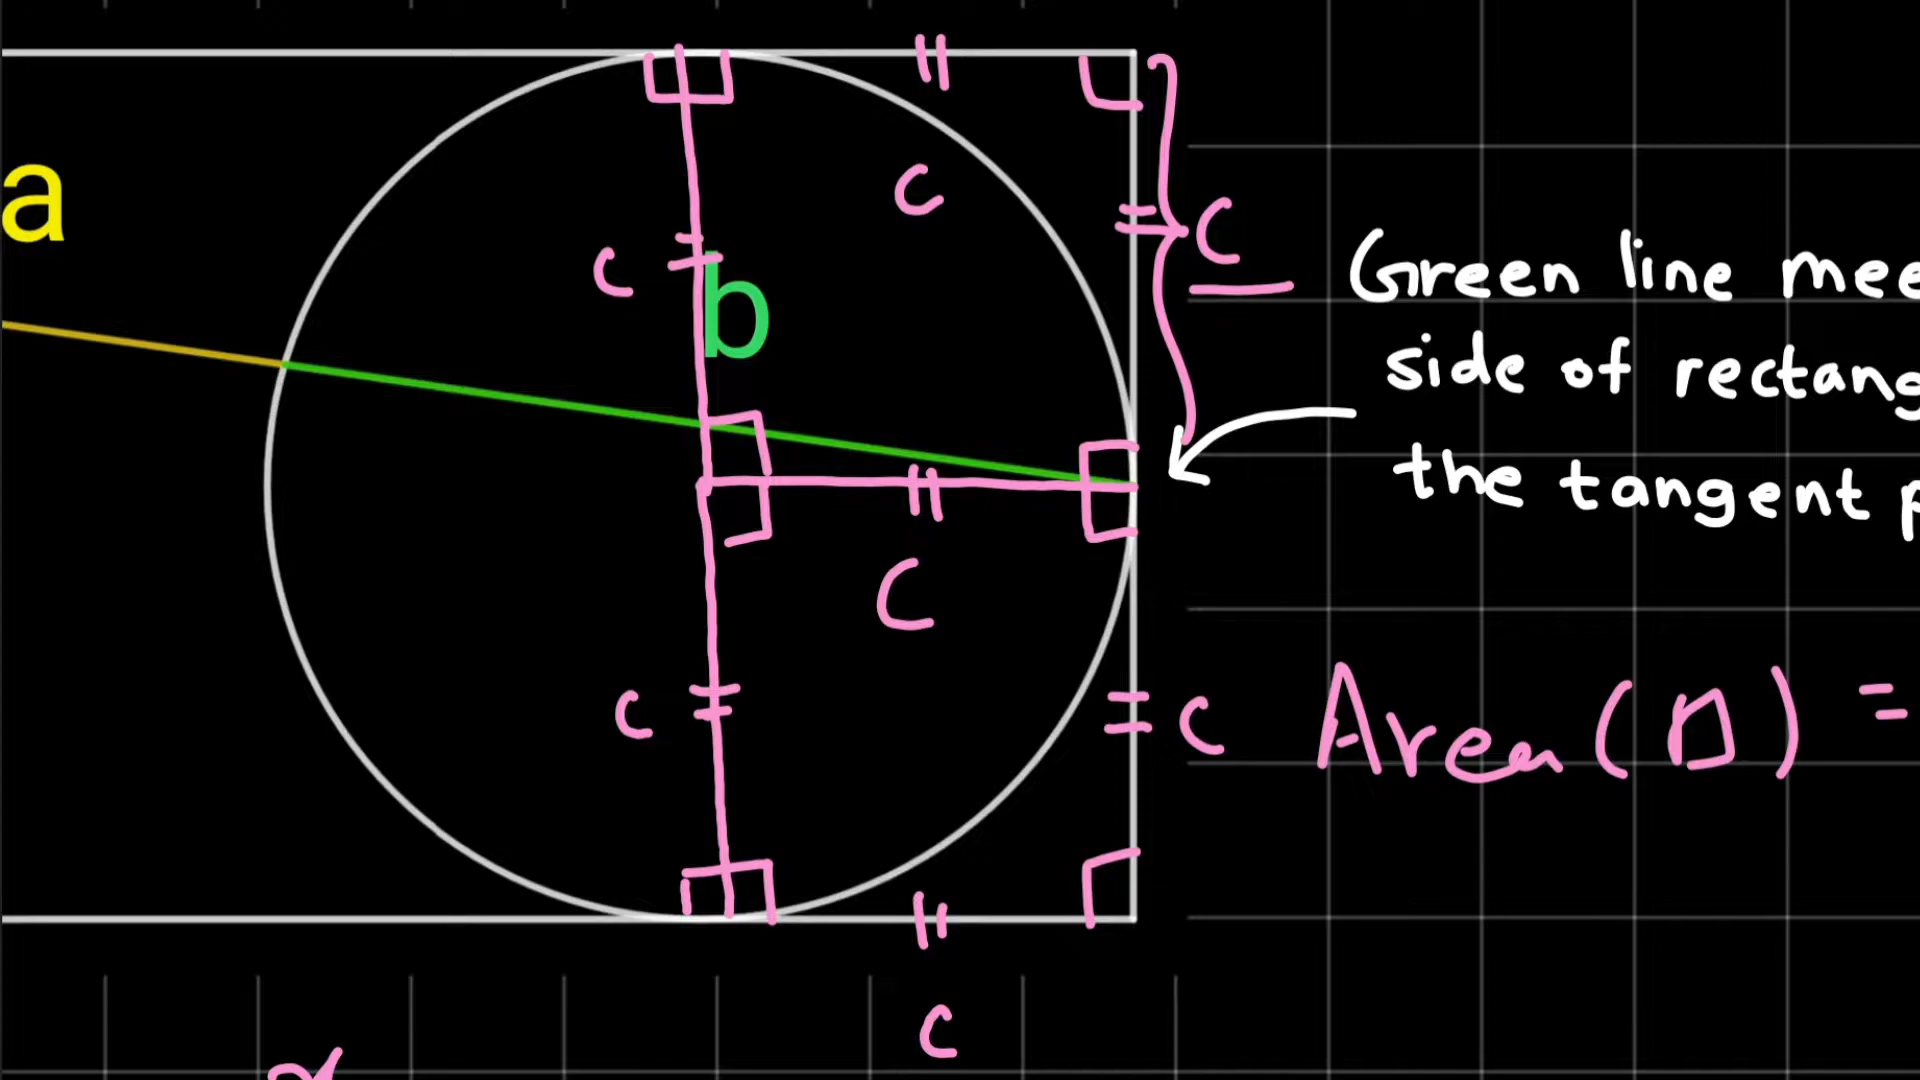 a
b
c
c
c
c
c
c
c
Green line mee
side of rectang
the tangent p
Area (▱) =